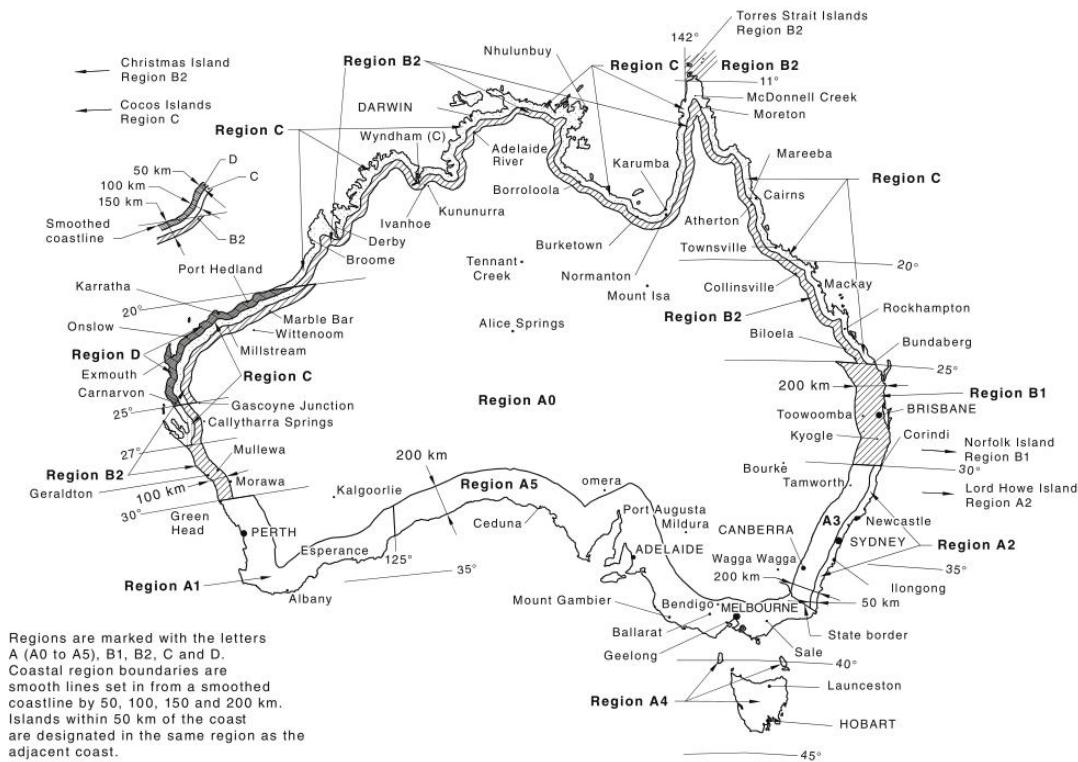 Torres Strait Islands
Region B2
142°
Nhulunbuy
Region B2
Region C
Region B2
11°
Christmas Island
Region B2
DARWIN
McDonnell Creek
Moreton
Cocos Islands
Region C
Region C
Wyndham (C)
Adelaide
River
Karumba
Mareeba
50 km
D
100 km
C
150 km
Smoothed
coastline
B2
Borroloola
Cairns
Region C
Ivanhoe
Kununurra
Atherton
Derby
Broome
Burketown
Townsville
Port Hedland
Tennant
Creek
Normanton
20°
Collinsville
Mackay
Karratha
20°
Mount Isa
Rockhampton
Onslow
Marble Bar
Wittenoom
Alice Springs
Region B2
Biloela
Region D
Millstream
Bundaberg
Exmouth
Region C
25°
Carnarvon
200 km
Region B1
25°
Gascoyne Junction
Region A0
Toowoomba
BRISBANE
Callytharra Springs
Kyogle
Corindi
27°
Mullewa
200 km
Norfolk Island
Region B1
Region B2
Bourke
30°
Geraldton
100 km
Morawa
Kalgoorlie
Region A5
omera
Tamworth
Lord Howe Island
Region A2
30°
Green
Head
PERTH
Ceduna
Port Augusta
Mildura
A3
Newcastle
CANBERRA
SYDNEY
Region A2
Esperance
125°
ADELAIDE
Wagga Wagga
35°
35°
200 km
Region A1
Ilongong
Albany
Mount Gambier
Bendigo
MELBOURNE
50 km
Ballarat
State border
Geelong
Sale
40°
Region A4
Launceston
HOBART
45°
Regions are marked with the letters
A (A0 to A5), B1, B2, C and D.
Coastal region boundaries are
smooth lines set in from a smoothed
coastline by 50, 100, 150 and 200 km.
Islands within 50 km of the coast
are designated in the same region as the
adjacent coast.